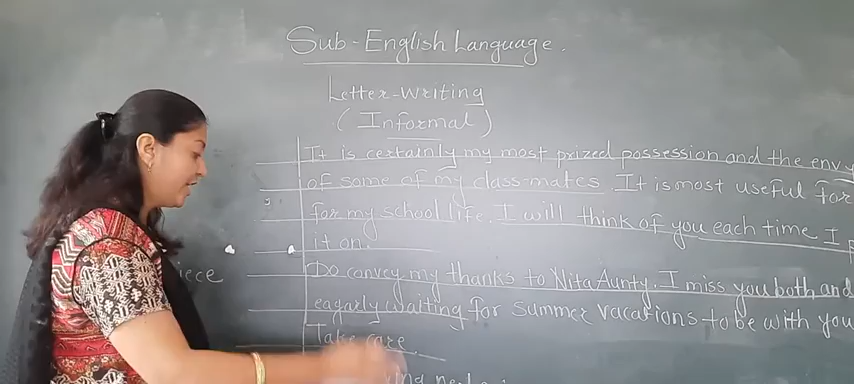 Sub-English Language.
Letter-Writing
(Informal)
It is certainly my most prized possession and the envy
of some of my class-mates. It is most useful for
for my school life. I will think of you each time I
it on.
Do convey my thanks to Nita Aunty. I miss you both and
eagarly waiting for summer vacations to be with you
Take care.